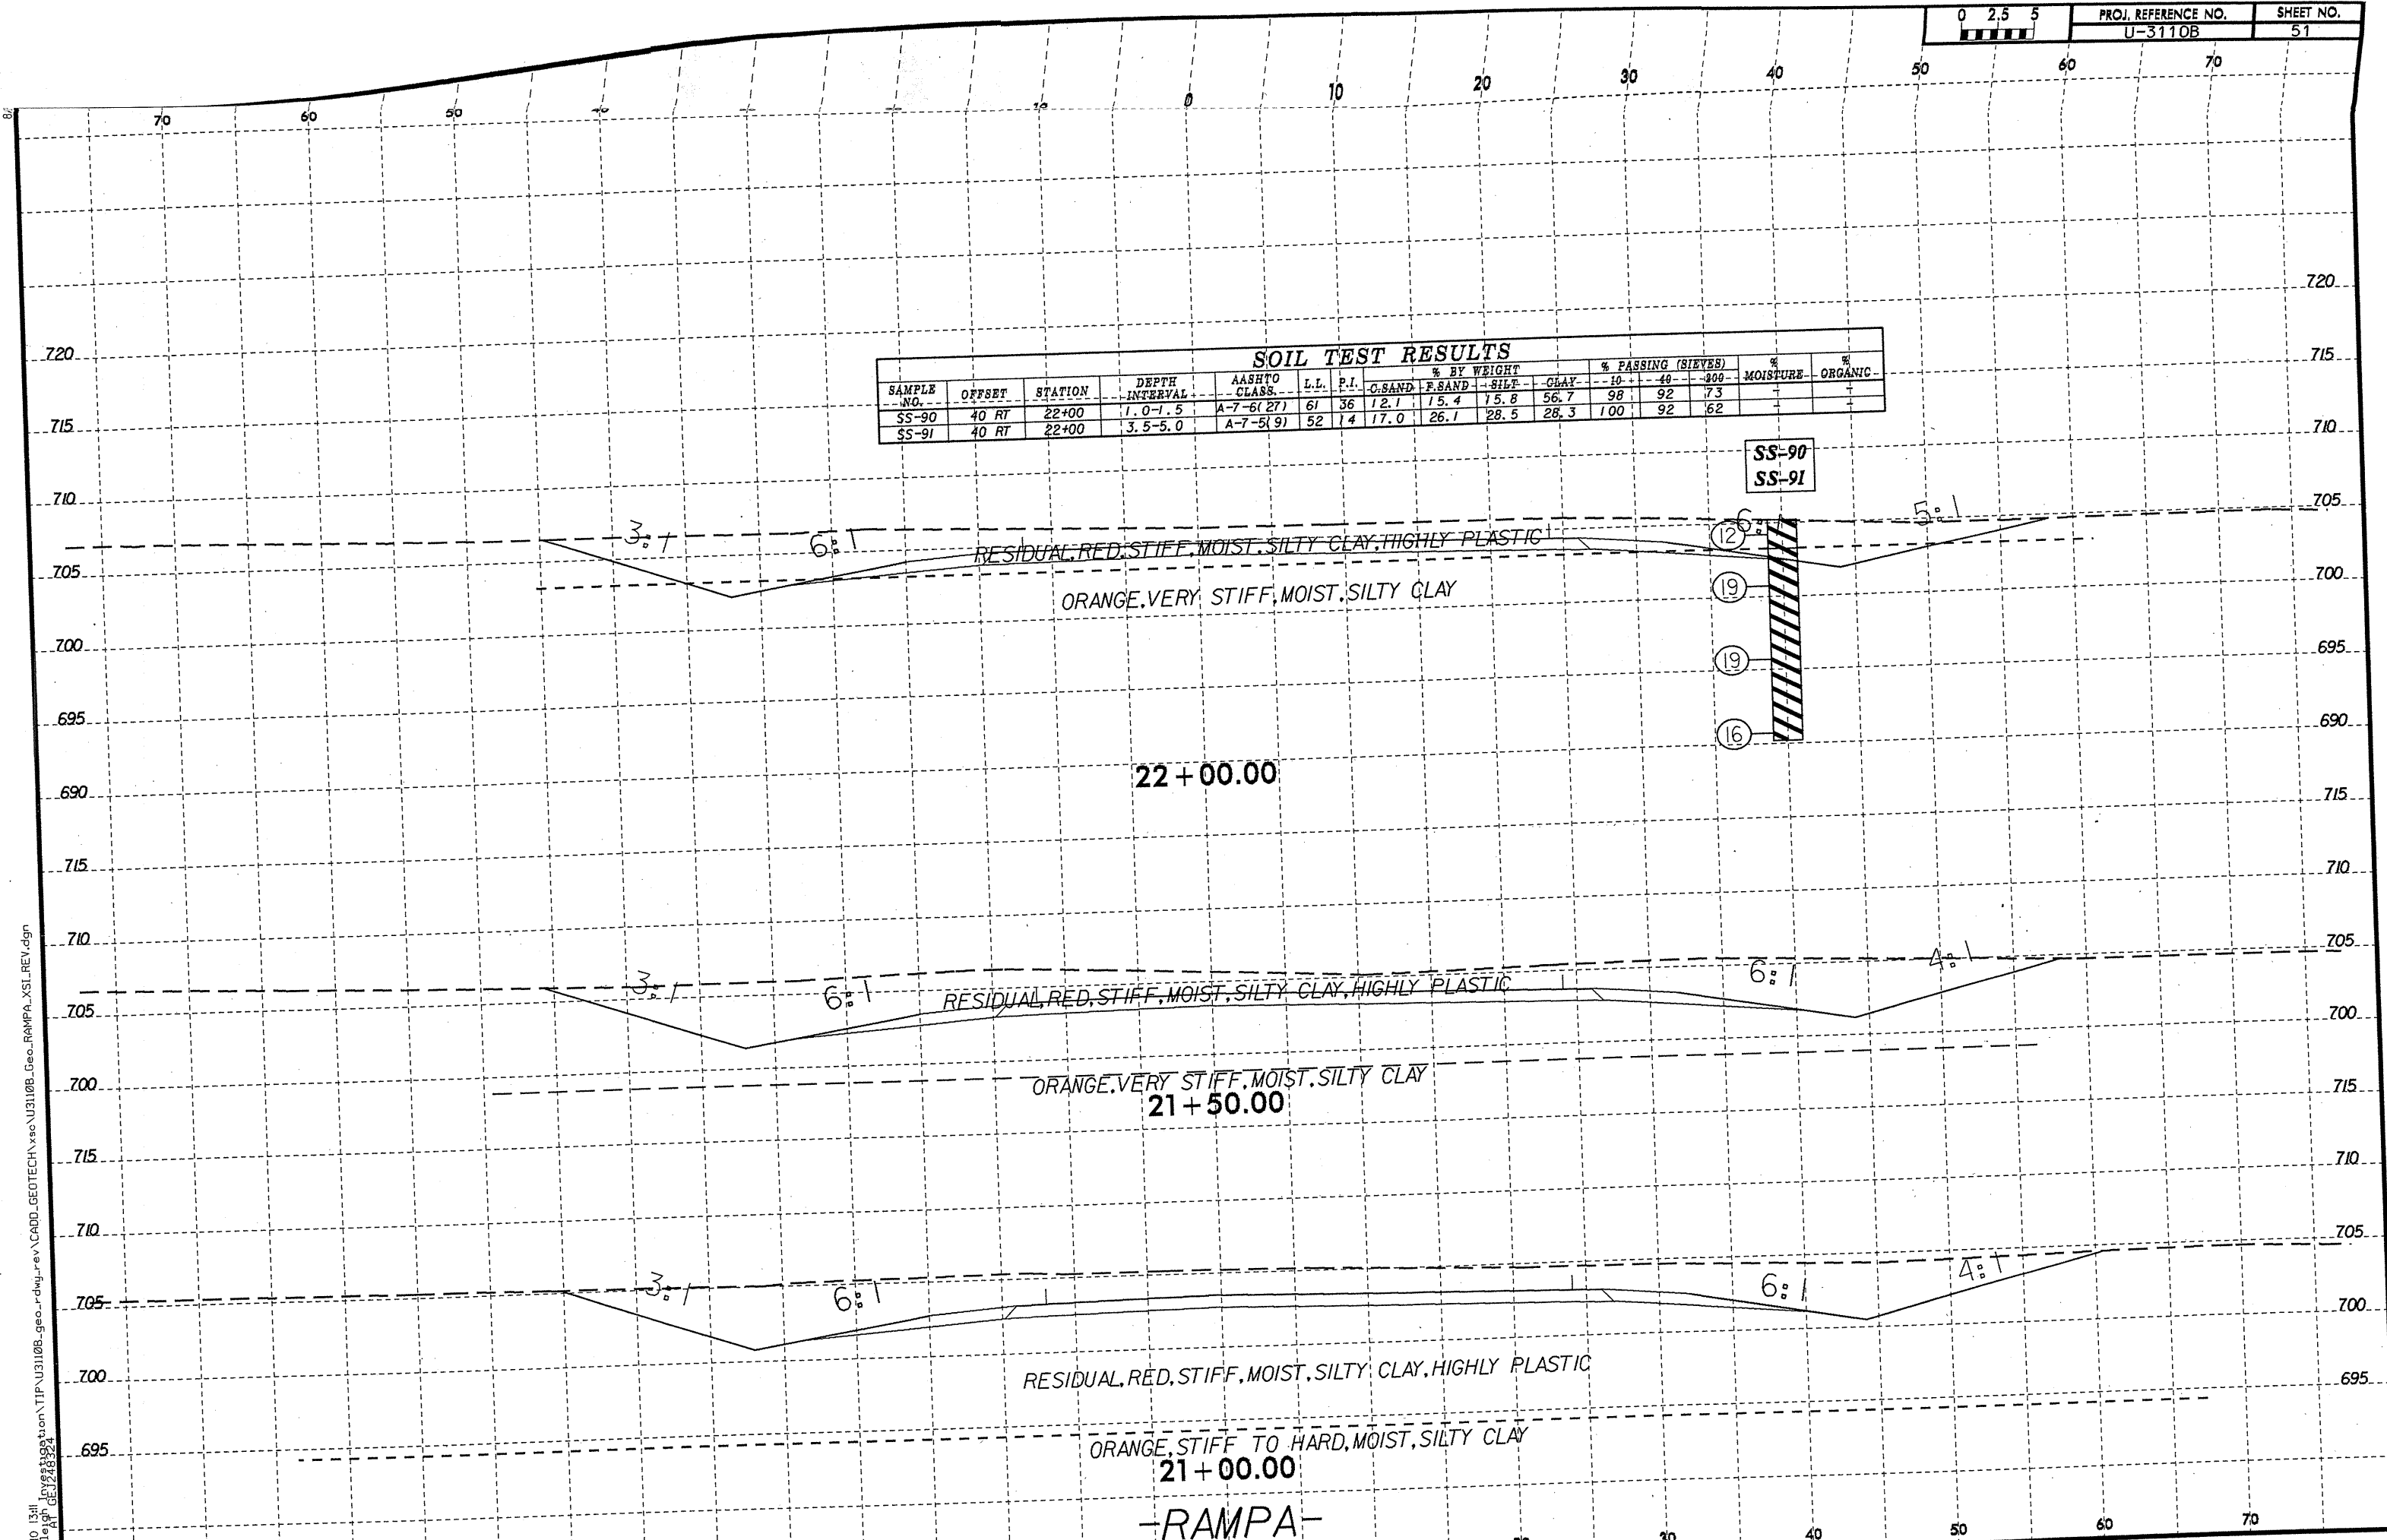 0 2.5 5 PROJ. REFERENCE NO. SHEET NO.
U-3110B 51
70 60 50 10 0 10 20 30 40 50 60 70
720
720
SOIL TEST RESULTS
SAMPLE NO. OFFSET STATION DEPTH INTERVAL AASHTO CLASS. L.L. P.I. % BY WEIGHT C.SAND F.SAND SILT CLAY % PASSING (SIEVES) 10 40 200 % MOISTURE % ORGANIC
SS-90 40 RT 22+00 1.0-1.5 A-7-6(27) 61 36 12.1 15.4 15.8 56.7 98 92 73 - -
SS-91 40 RT 22+00 3.5-5.0 A-7-5(9) 52 14 17.0 26.1 28.5 28.3 100 92 62 - -
715
715
710
SS-90
SS-91
710
705
3:1 6:1 6:1 5:1
RESIDUAL,RED,STIFF,MOIST,SILTY CLAY,HIGHLY PLASTIC
12
705
700
ORANGE,VERY STIFF,MOIST,SILTY CLAY
19
700
695
19
695
690
16
22+00.00
690
715
715
710
710
705
3:1 6:1 6:1 4:1
RESIDUAL,RED,STIFF,MOIST,SILTY CLAY,HIGHLY PLASTIC
705
700
700
ORANGE,VERY STIFF,MOIST,SILTY CLAY
21+50.00
715
715
710
710
705
3:1 6:1 6:1 4:1
705
700
700
RESIDUAL,RED,STIFF,MOIST,SILTY CLAY,HIGHLY PLASTIC
695
695
ORANGE,STIFF TO HARD,MOIST,SILTY CLAY
21+00.00
-RAMPA-
30 40 50 60 70